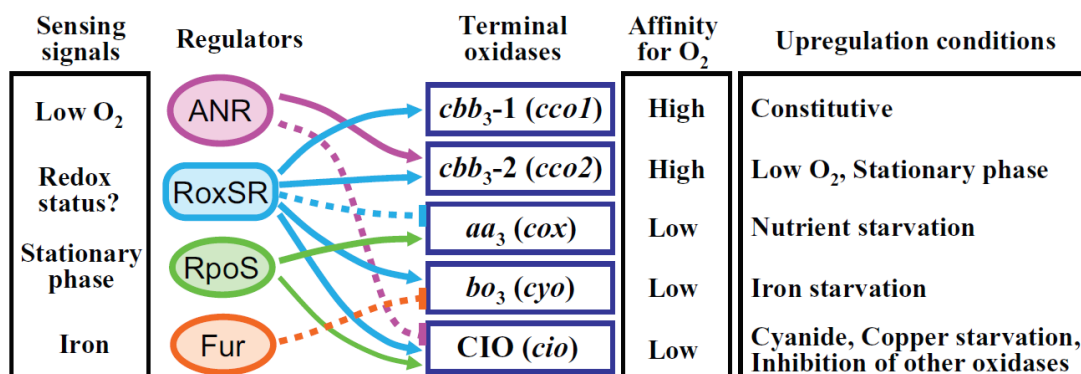 Sensing signals
Regulators
Terminal oxidases
Affinity for O₂
Upregulation conditions
Low O₂
ANR
cbb₃-1 (cco1)
High
Constitutive
Redox status?
RoxSR
cbb₃-2 (cco2)
High
Low O₂, Stationary phase
aa₃ (cox)
Low
Nutrient starvation
Stationary phase
RpoS
bo₃ (cyo)
Low
Iron starvation
Iron
Fur
CIO (cio)
Low
Cyanide, Copper starvation,
Inhibition of other oxidases